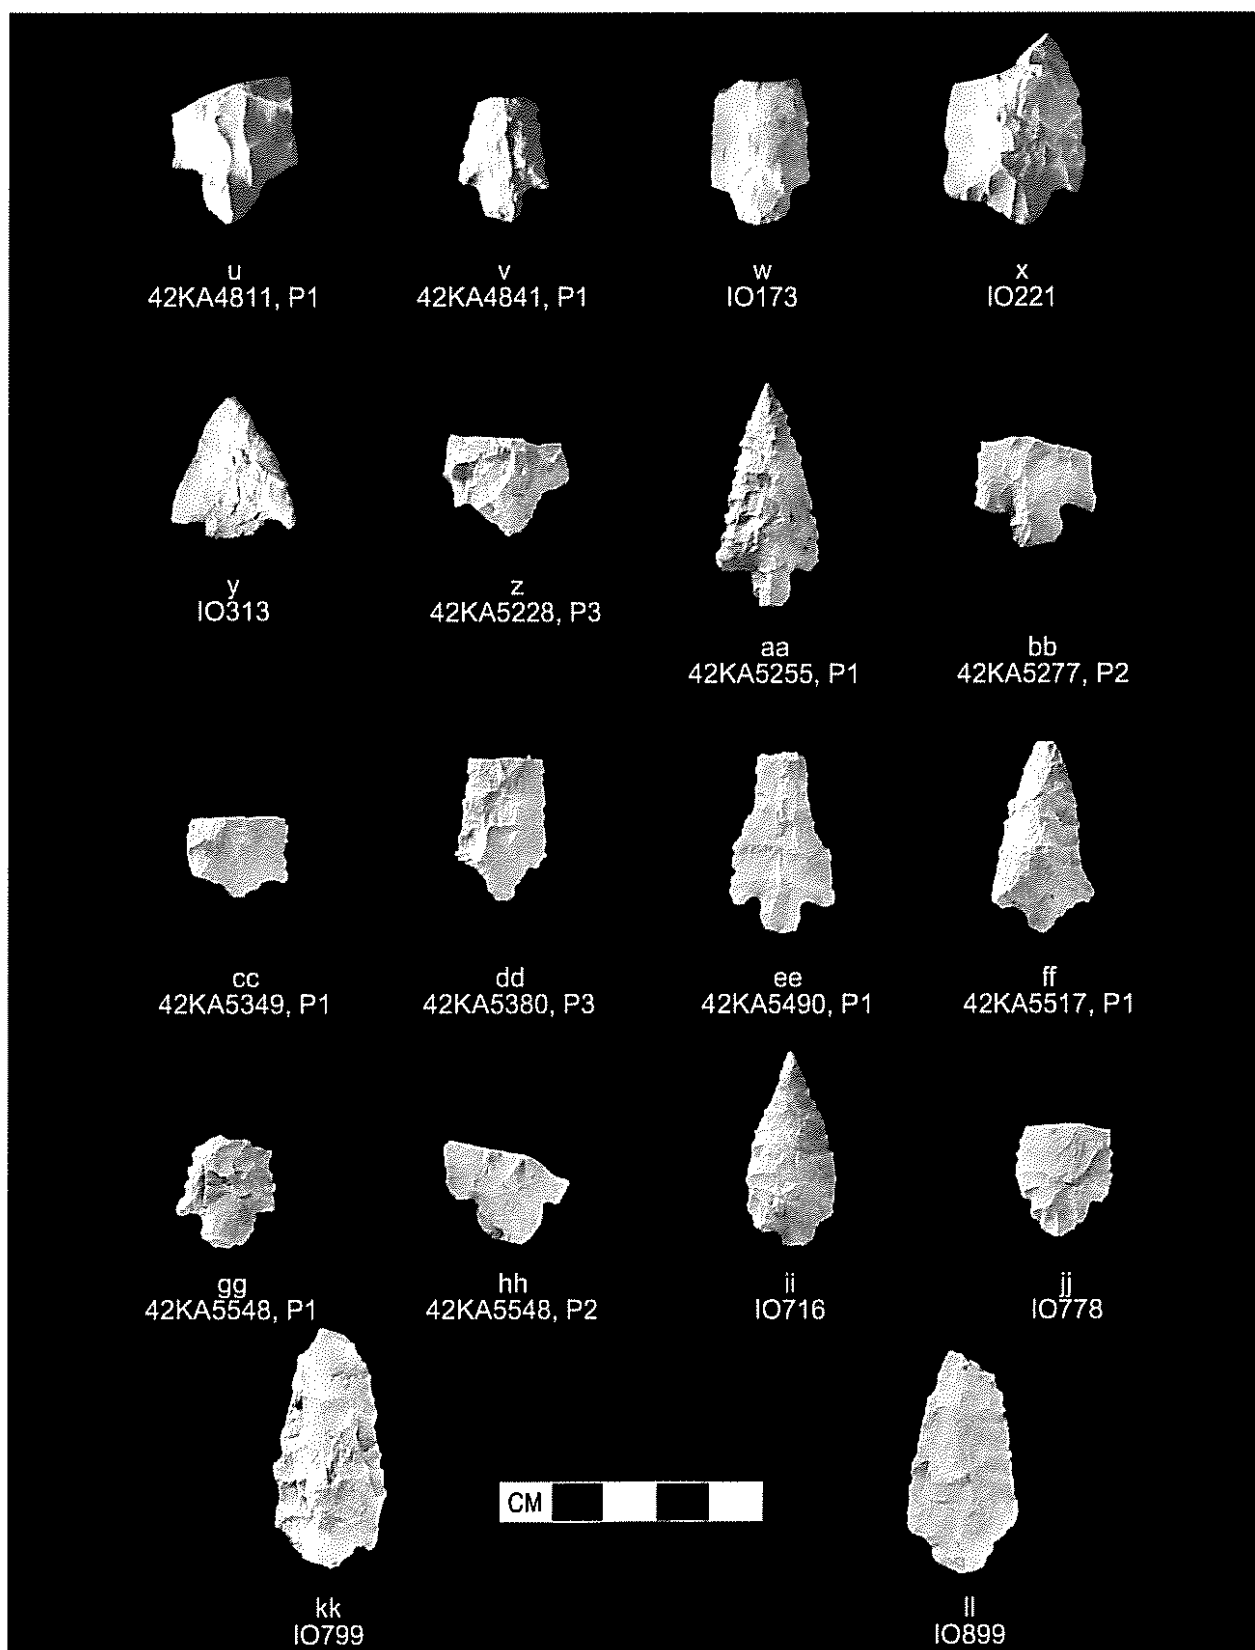 u
42KA4811, P1
v
42KA4841, P1
w
IO173
x
IO221
y
IO313
z
42KA5228, P3
aa
42KA5255, P1
bb
42KA5277, P2
cc
42KA5349, P1
dd
42KA5380, P3
ee
42KA5490, P1
ff
42KA5517, P1
gg
42KA5548, P1
hh
42KA5548, P2
ii
IO716
jj
IO778
kk
IO799
CM
ll
IO899